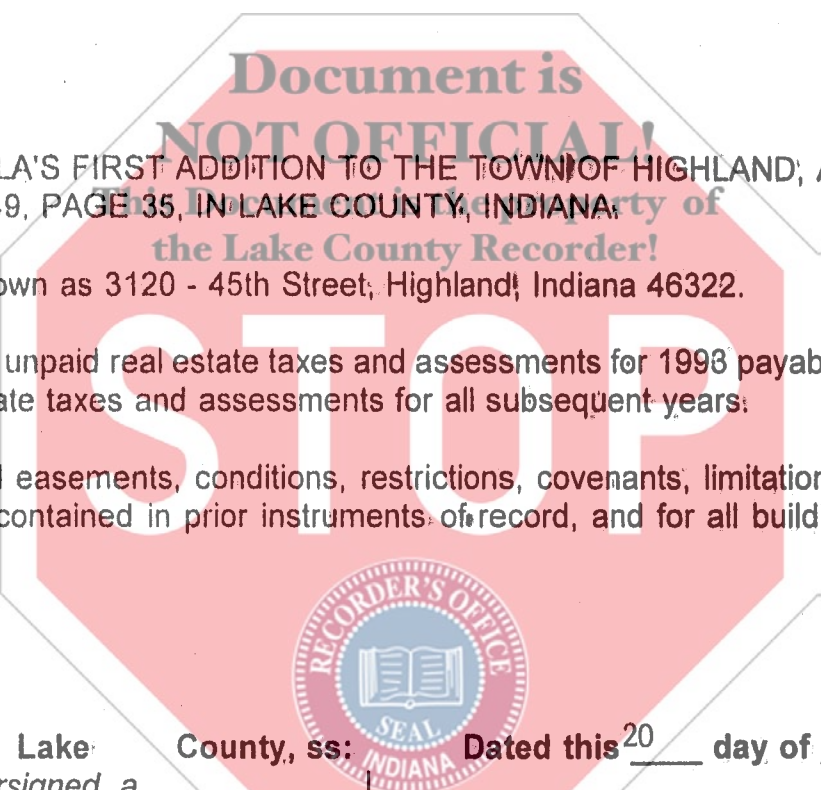 Document is
NOT OFFICIAL!
LA'S FIRST ADDITION TO THE TOWN OF HIGHLAND, A
9, PAGE 35, IN LAKE COUNTY, INDIANA.
This Document is the property of
the Lake County Recorder!
own as 3120 - 45th Street, Highland, Indiana 46322.
unpaid real estate taxes and assessments for 1993 payab
ate taxes and assessments for all subsequent years.
STOP
easements, conditions, restrictions, covenants, limitation
contained in prior instruments of record, and for all build
RECORDER'S OFFICE
SEAL
INDIANA
Lake County, ss: Dated this 20 day of
rsigned, a